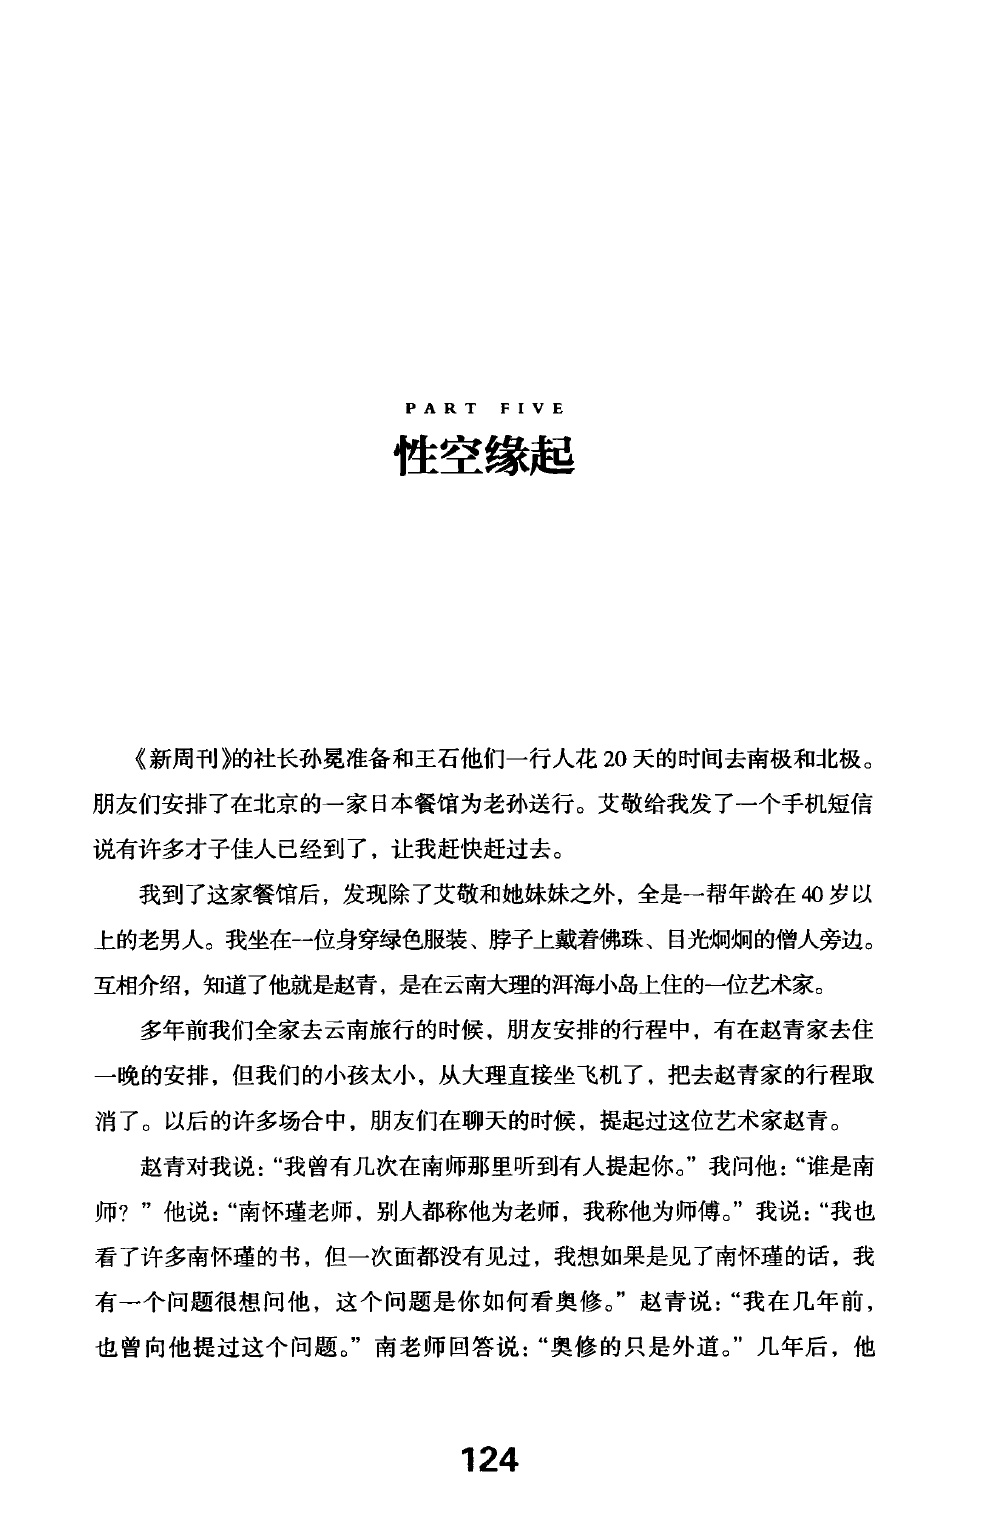 PART FIVE
性空缘起
《新周刊》的社长孙冕准备和王石他们一行人花 20 天的时间去南极和北极。
朋友们安排了在北京的一家日本餐馆为老孙送行。艾敬给我发了一个手机短信
说有许多才子佳人已经到了，让我赶快赶过去。
我到了这家餐馆后，发现除了艾敬和她妹妹之外，全是一帮年龄在 40 岁以
上的老男人。我坐在一位身穿绿色服装、脖子上戴着佛珠、目光炯炯的僧人旁边。
互相介绍，知道了他就是赵青，是在云南大理的洱海小岛上住的一位艺术家。
多年前我们全家去云南旅行的时候，朋友安排的行程中，有在赵青家去住
一晚的安排，但我们的小孩太小，从大理直接坐飞机了，把去赵青家的行程取
消了。以后的许多场合中，朋友们在聊天的时候，提起过这位艺术家赵青。
赵青对我说：“我曾有几次在南师那里听到有人提起你。”我问他：“谁是南
师？”他说：“南怀瑾老师，别人都称他为老师，我称他为师傅。”我说：“我也
看了许多南怀瑾的书，但一次面都没有见过，我想如果是见了南怀瑾的话，我
有一个问题很想问他，这个问题是你如何看奥修。”赵青说：“我在几年前，
也曾向他提过这个问题。”南老师回答说：“奥修的只是外道。”几年后，他
124